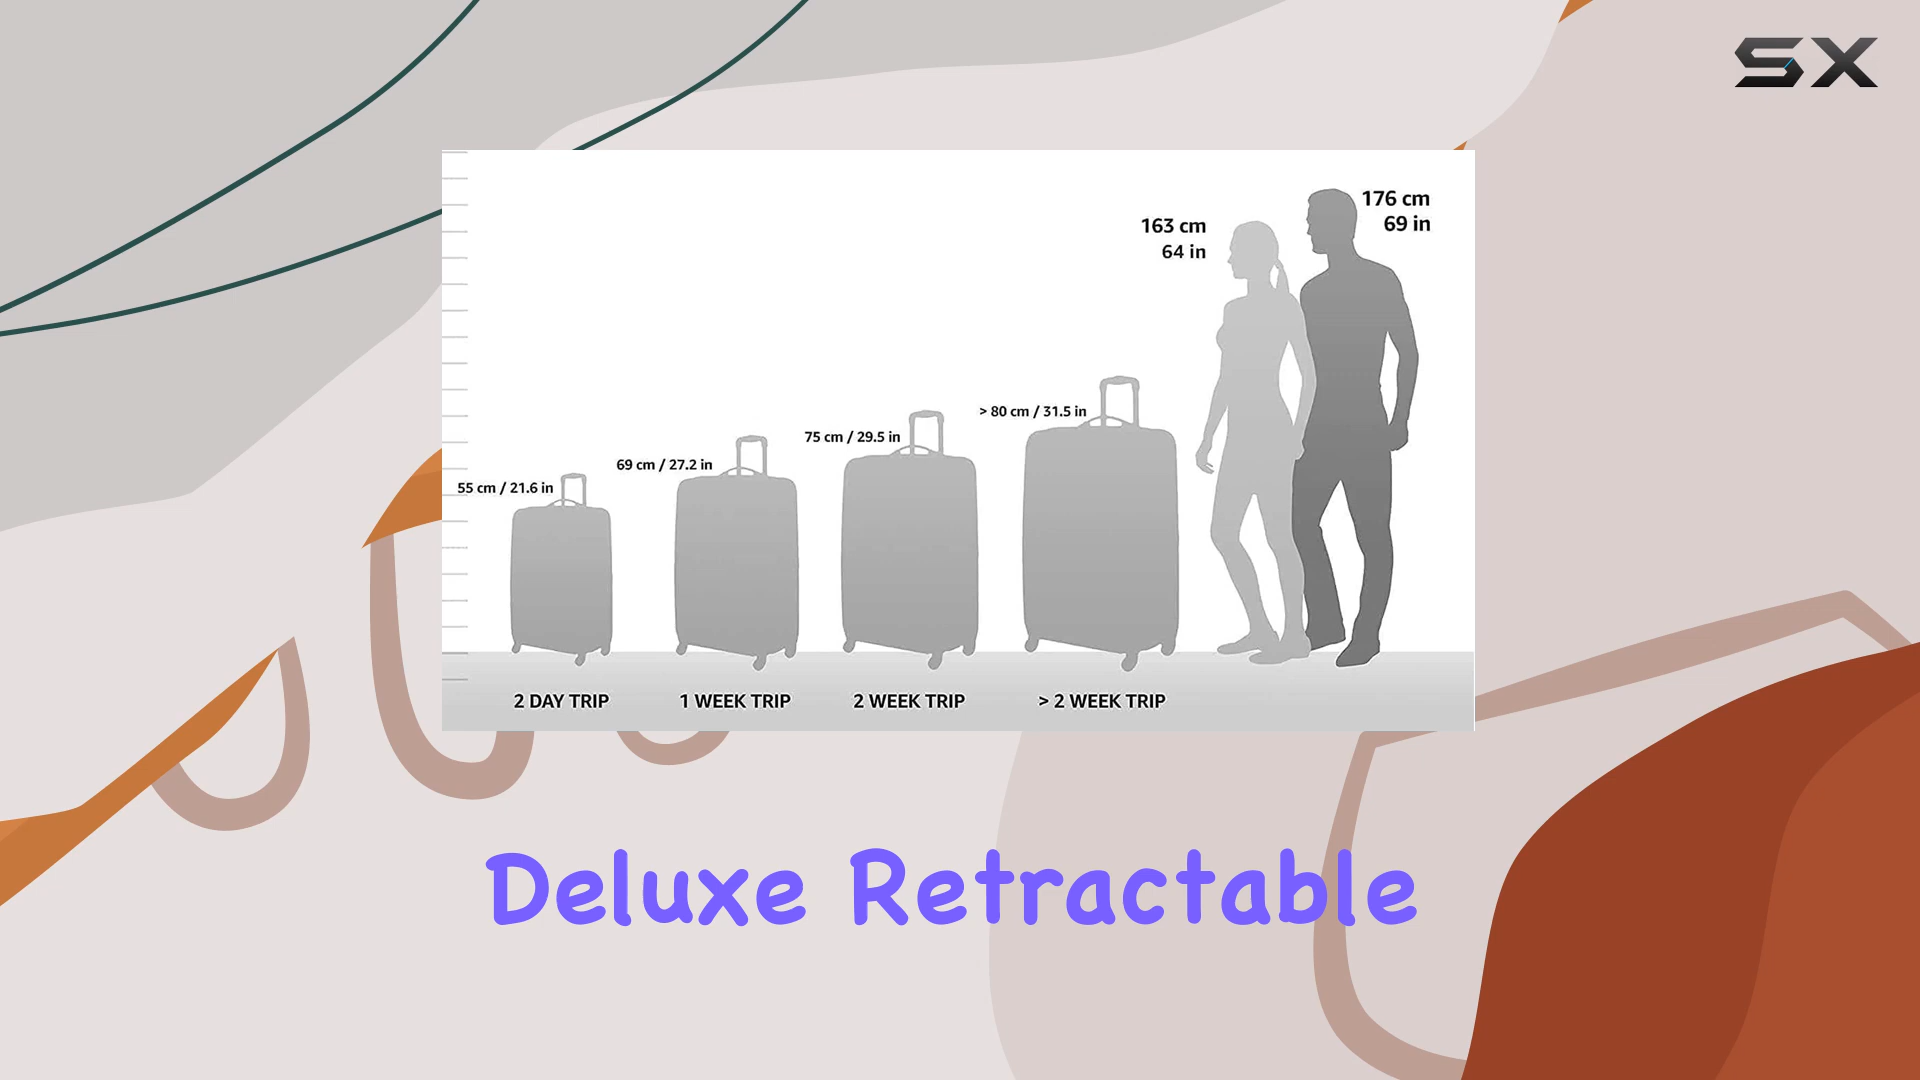 SX
176 cm
69 in
163 cm
64 in
> 80 cm / 31.5 in
75 cm / 29.5 in
69 cm / 27.2 in
55 cm / 21.6 in
2 DAY TRIP
1 WEEK TRIP
2 WEEK TRIP
> 2 WEEK TRIP
Deluxe Retractable